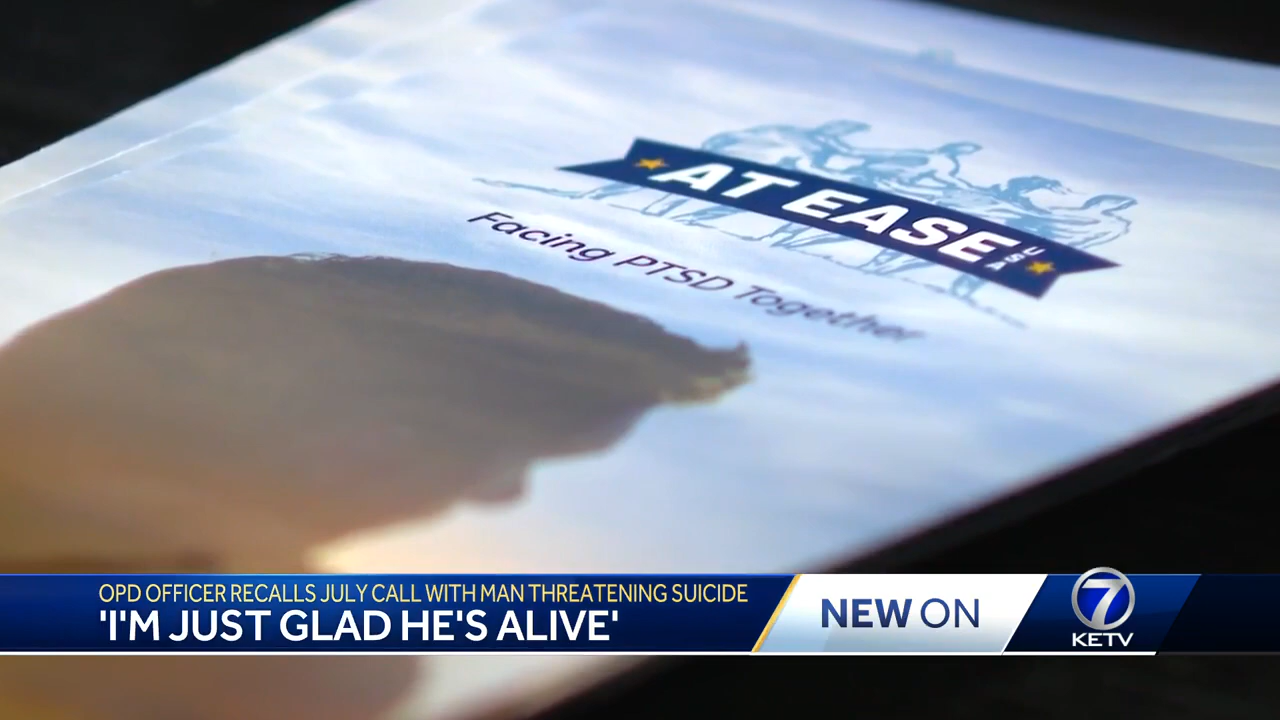 AT EASE USA
Facing PTSD Together
OPD OFFICER RECALLS JULY CALL WITH MAN THREATENING SUICIDE
'I'M JUST GLAD HE'S ALIVE'
NEW ON
7
KETV